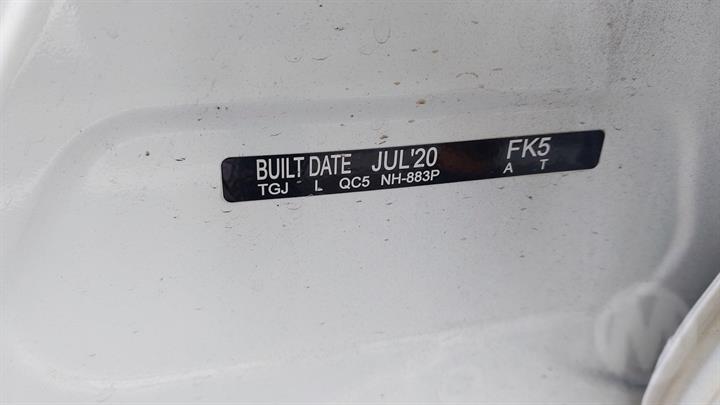 BUILT DATE JUL'20 FK5
TGJ L QC5 NH-883P A T